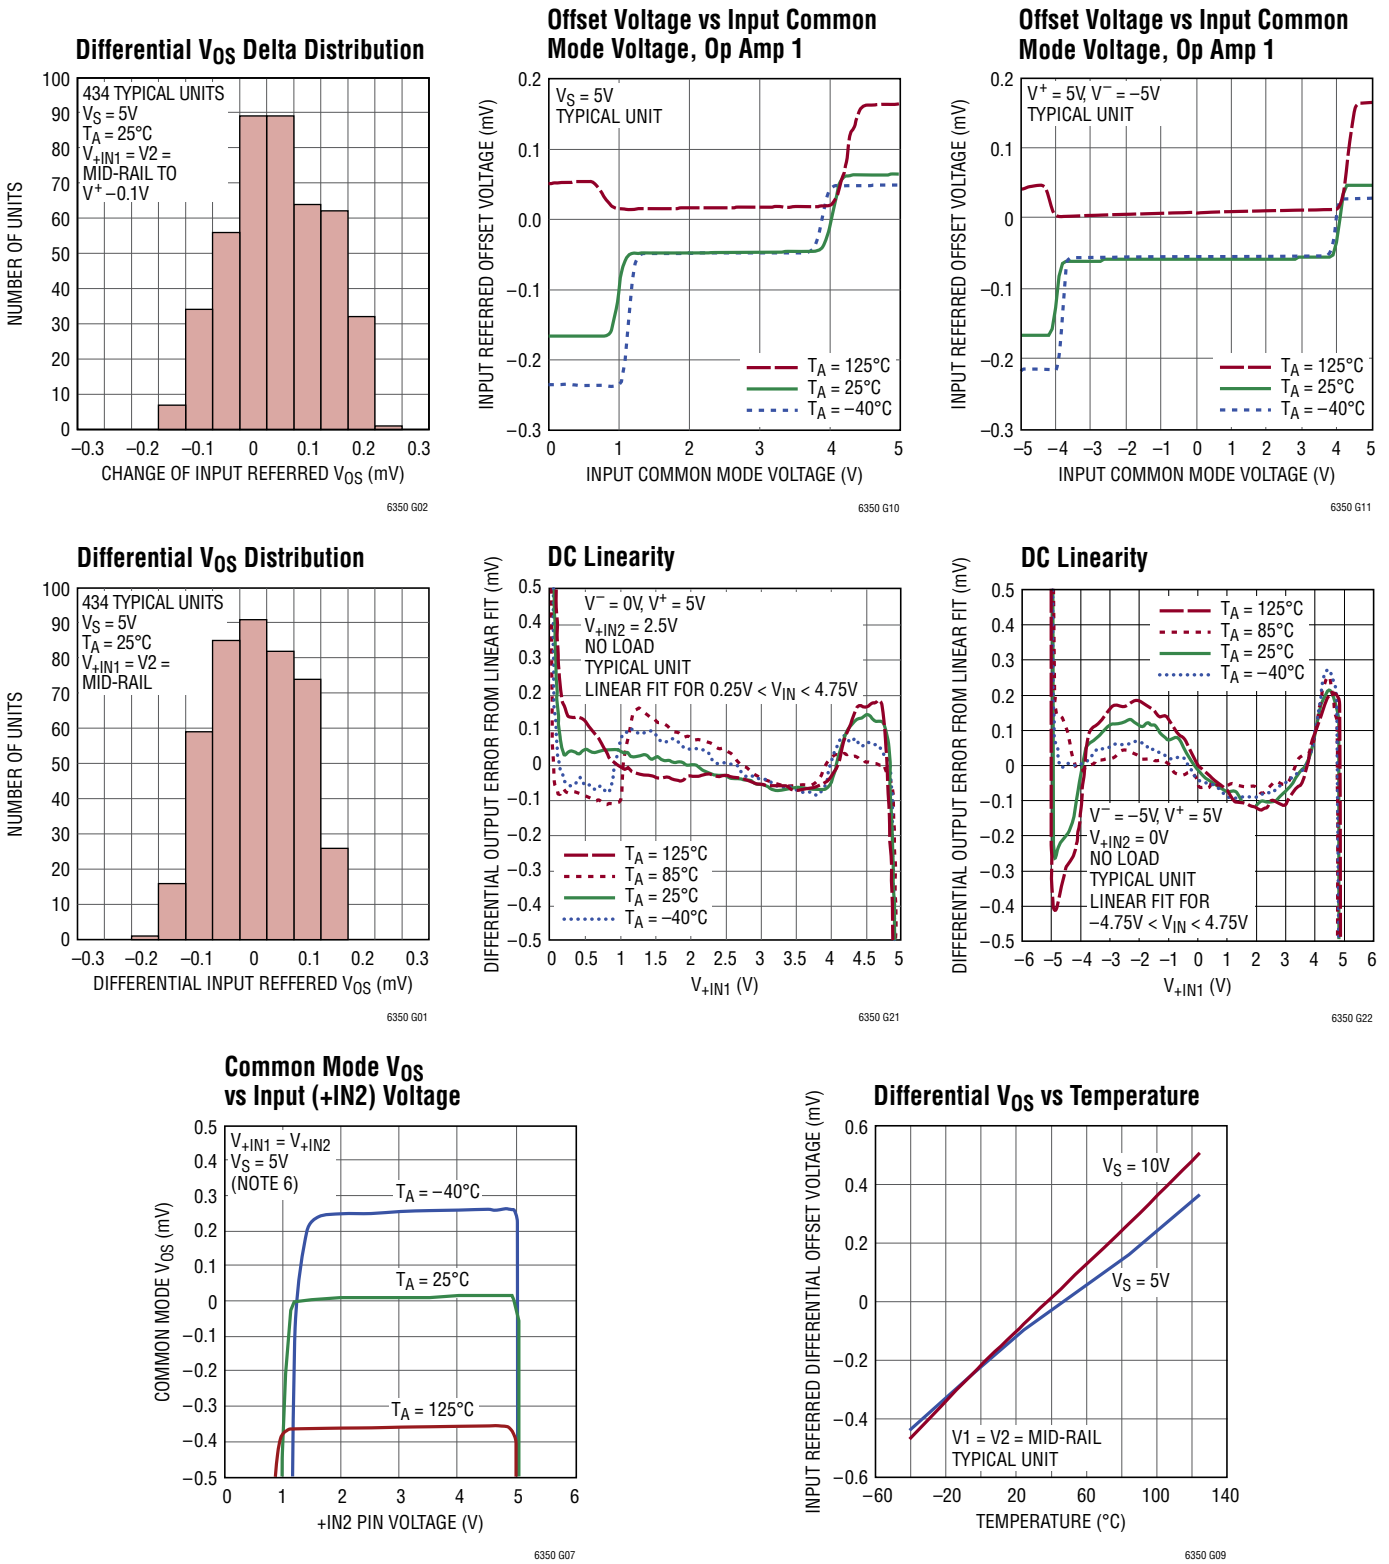 Differential VOS Delta Distribution
434 TYPICAL UNITS
VS = 5V
TA = 25°C
V+IN1 = V2 =
MID-RAIL TO
V+ –0.1V
NUMBER OF UNITS
100
90
80
70
60
50
40
30
20
10
0
–0.3 –0.2 –0.1 0 0.1 0.2 0.3
CHANGE OF INPUT REFERRED VOS (mV)
6350 G02
Offset Voltage vs Input Common
Mode Voltage, Op Amp 1
VS = 5V
TYPICAL UNIT
INPUT REFERRED OFFSET VOLTAGE (mV)
0.2
0.1
0.0
–0.1
–0.2
–0.3
TA = 125°C
TA = 25°C
TA = –40°C
0 1 2 3 4 5
INPUT COMMON MODE VOLTAGE (V)
6350 G10
Offset Voltage vs Input Common
Mode Voltage, Op Amp 1
V+ = 5V, V– = –5V
TYPICAL UNIT
INPUT REFERRED OFFSET VOLTAGE (mV)
0.2
0.1
0
–0.1
–0.2
–0.3
TA = 125°C
TA = 25°C
TA = –40°C
–5 –4 –3 –2 –1 0 1 2 3 4 5
INPUT COMMON MODE VOLTAGE (V)
6350 G11
Differential VOS Distribution
434 TYPICAL UNITS
VS = 5V
TA = 25°C
V+IN1 = V2 =
MID-RAIL
NUMBER OF UNITS
100
90
80
70
60
50
40
30
20
10
0
–0.3 –0.2 –0.1 0 0.1 0.2 0.3
DIFFERENTIAL INPUT REFFERED VOS (mV)
6350 G01
DC Linearity
V– = 0V, V+ = 5V
V+IN2 = 2.5V
NO LOAD
TYPICAL UNIT
LINEAR FIT FOR 0.25V < VIN < 4.75V
DIFFERENTIAL OUTPUT ERROR FROM LINEAR FIT (mV)
0.5
0.4
0.3
0.2
0.1
0
–0.1
–0.2
–0.3
–0.4
–0.5
TA = 125°C
TA = 85°C
TA = 25°C
TA = –40°C
0 0.5 1 1.5 2 2.5 3 3.5 4 4.5 5
V+IN1 (V)
6350 G21
DC Linearity
TA = 125°C
TA = 85°C
TA = 25°C
TA = –40°C
DIFFERENTIAL OUTPUT ERROR FROM LINEAR FIT (mV)
0.5
0.4
0.3
0.2
0.1
0
–0.1
–0.2
–0.3
–0.4
–0.5
V– = –5V, V+ = 5V
V+IN2 = 0V
NO LOAD
TYPICAL UNIT
LINEAR FIT FOR
–4.75V < VIN < 4.75V
–6 –5 –4 –3 –2 –1 0 1 2 3 4 5 6
V+IN1 (V)
6350 G22
Common Mode VOS
vs Input (+IN2) Voltage
V+IN1 = V+IN2
VS = 5V
(NOTE 6)
COMMON MODE VOS (mV)
0.5
0.4
0.3
0.2
0.1
0
–0.1
–0.2
–0.3
–0.4
–0.5
TA = –40°C
TA = 25°C
TA = 125°C
0 1 2 3 4 5 6
+IN2 PIN VOLTAGE (V)
6350 G07
Differential VOS vs Temperature
INPUT REFERRED DIFFERENTIAL OFFSET VOLTAGE (mV)
0.6
0.4
0.2
0
–0.2
–0.4
–0.6
VS = 10V
VS = 5V
V1 = V2 = MID-RAIL
TYPICAL UNIT
–60 –20 20 60 100 140
TEMPERATURE (°C)
6350 G09